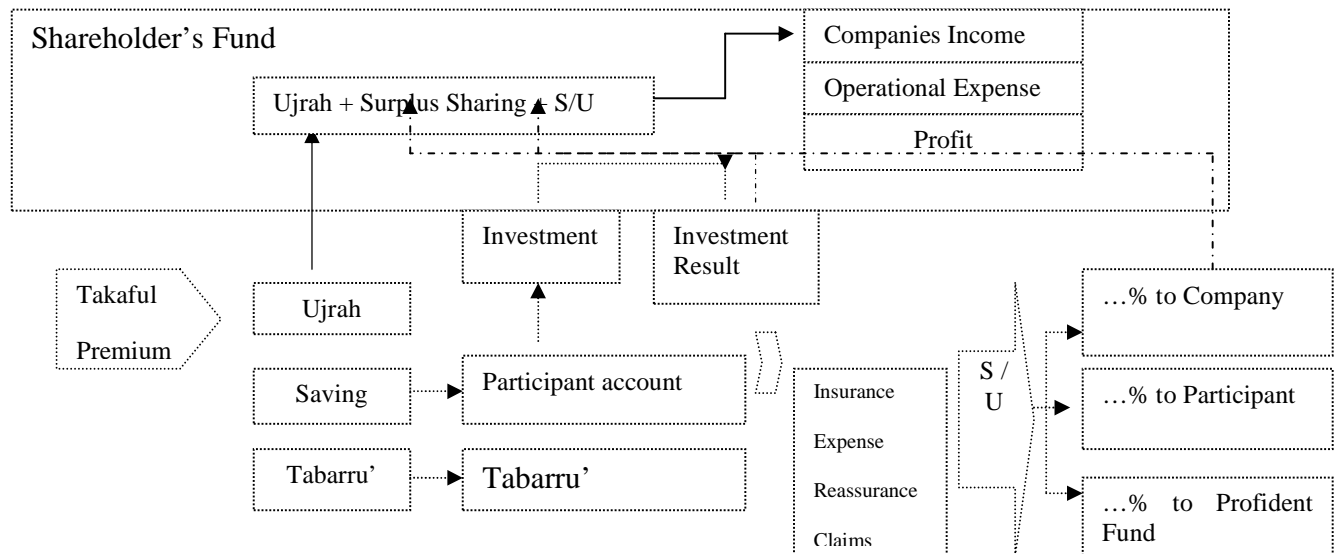 Shareholder’s Fund
Companies Income
Operational Expense
Profit
Ujrah + Surplus Sharing + S/U
Investment
Investment
Result
Takaful
Premium
Ujrah
Saving
Tabarru’
Participant account
Tabarru’
Insurance
Expense
Reassurance
Claims
S /
U
…% to Company
…% to Participant
…% to Profident
Fund